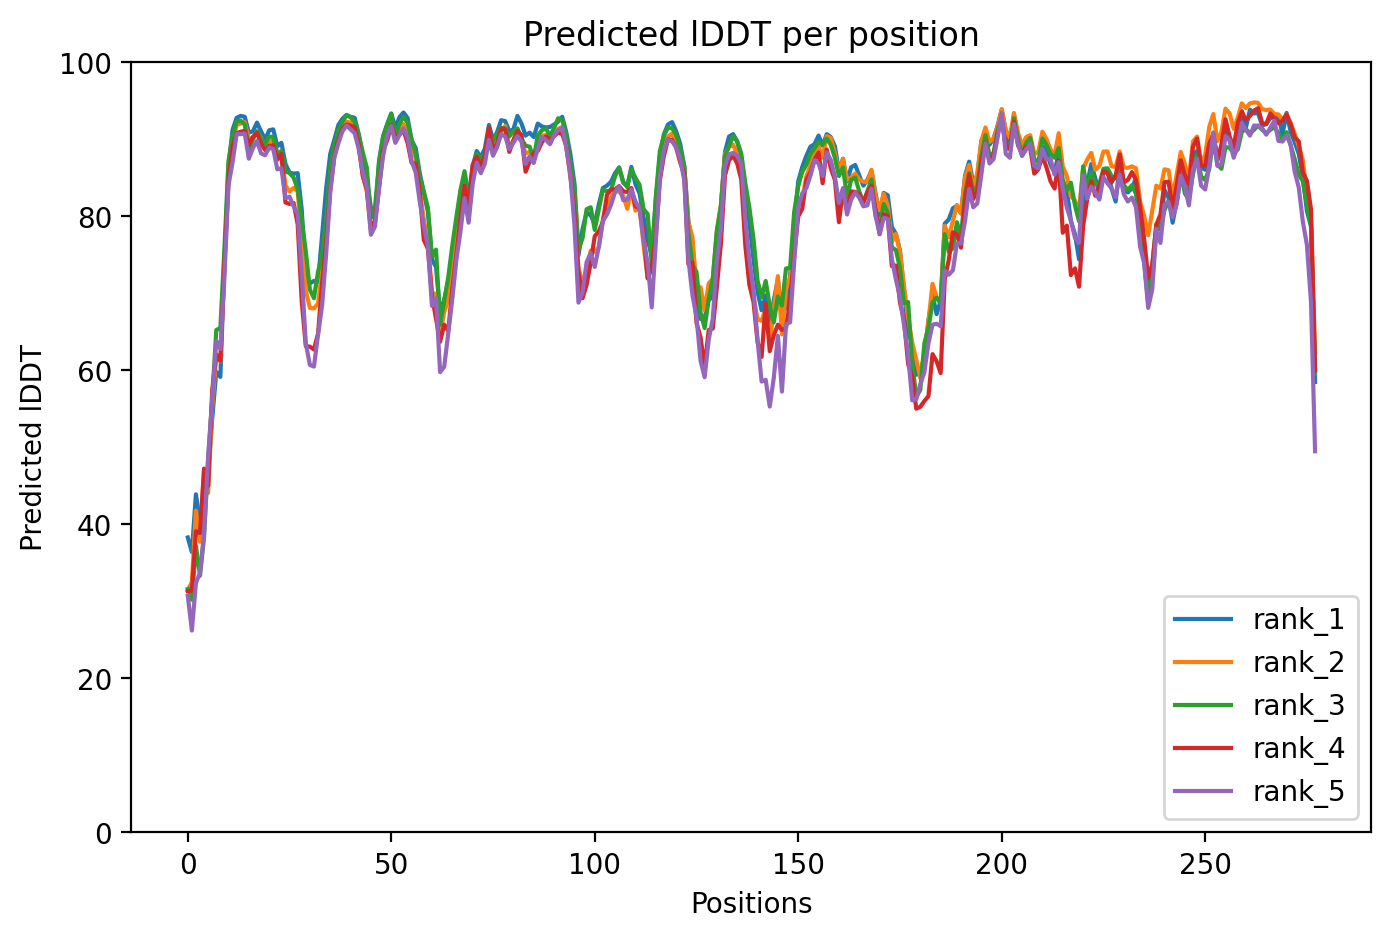 Predicted lDDT per position
100
80
60
40
20
0
Predicted lDDT
0 50 100 150 200 250
Positions
rank_1
rank_2
rank_3
rank_4
rank_5